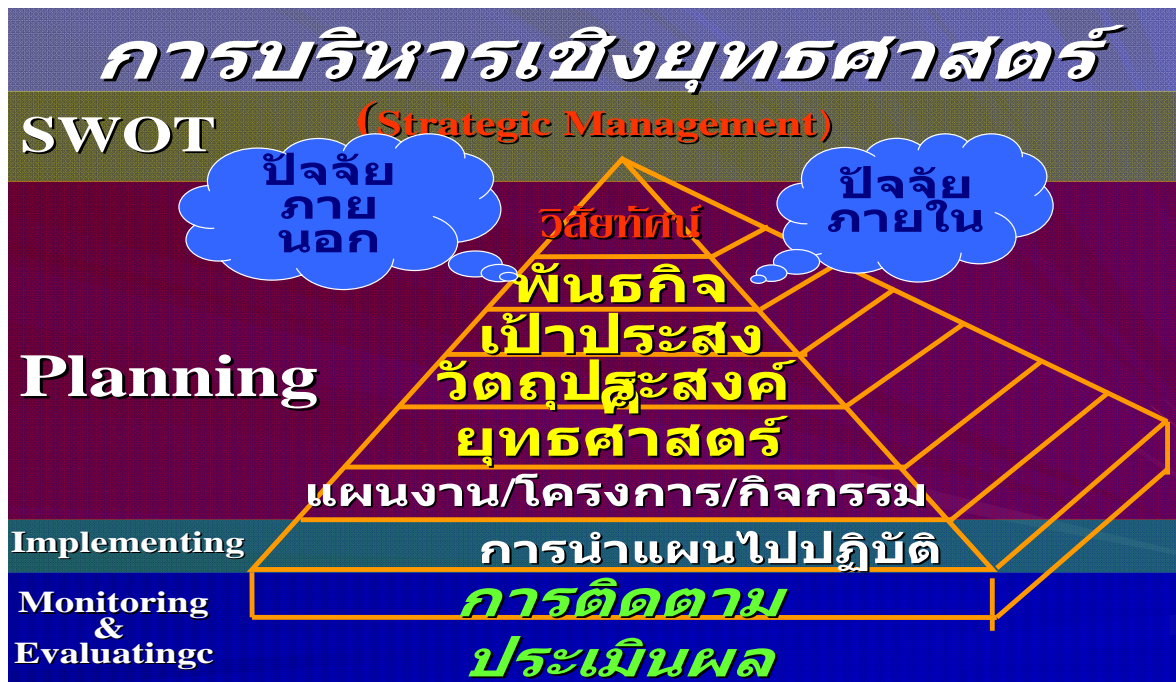 การบริหารเชิงยุทธศาสตร์
(Strategic Management)
SWOT
ปัจจัย
ภาย
นอก
ปัจจัย
ภายใน
วิสัยทัศน์
พันธกิจ
เป้าประสง
ค์
วัตถุประสงค์
Planning
ยุทธศาสตร์
แผนงาน/โครงการ/กิจกรรม
Implementing
การนำแผนไปปฏิบัติ
Monitoring
&
Evaluatingc
การติดตาม
ประเมินผล